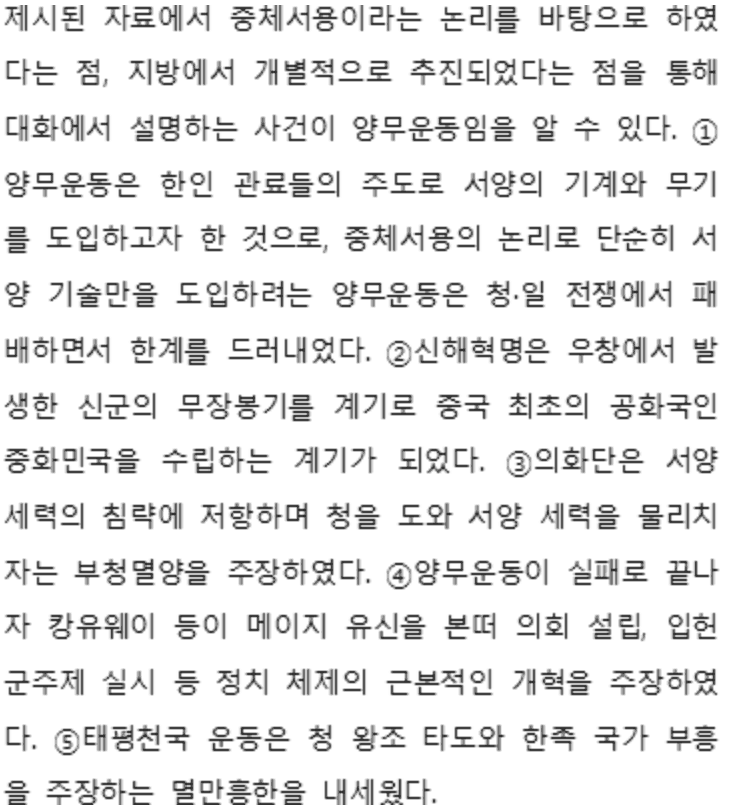 제시된 자료에서 중체서용이라는 논리를 바탕으로 하였
다는 점, 지방에서 개별적으로 추진되었다는 점을 통해
대화에서 설명하는 사건이 양무운동임을 알 수 있다. ①
양무운동은 한인 관료들의 주도로 서양의 기계와 무기
를 도입하고자 한 것으로, 중체서용의 논리로 단순히 서
양 기술만을 도입하려는 양무운동은 청·일 전쟁에서 패
배하면서 한계를 드러내었다. ②신해혁명은 우창에서 발
생한 신군의 무장봉기를 계기로 중국 최초의 공화국인
중화민국을 수립하는 계기가 되었다. ③의화단은 서양
세력의 침략에 저항하며 청을 도와 서양 세력을 물리치
자는 부청멸양을 주장하였다. ④양무운동이 실패로 끝나
자 캉유웨이 등이 메이지 유신을 본떠 의회 설립, 입헌
군주제 실시 등 정치 체제의 근본적인 개혁을 주장하였
다. ⑤태평천국 운동은 청 왕조 타도와 한족 국가 부흥
을 주장하는 멸만흥한을 내세웠다.